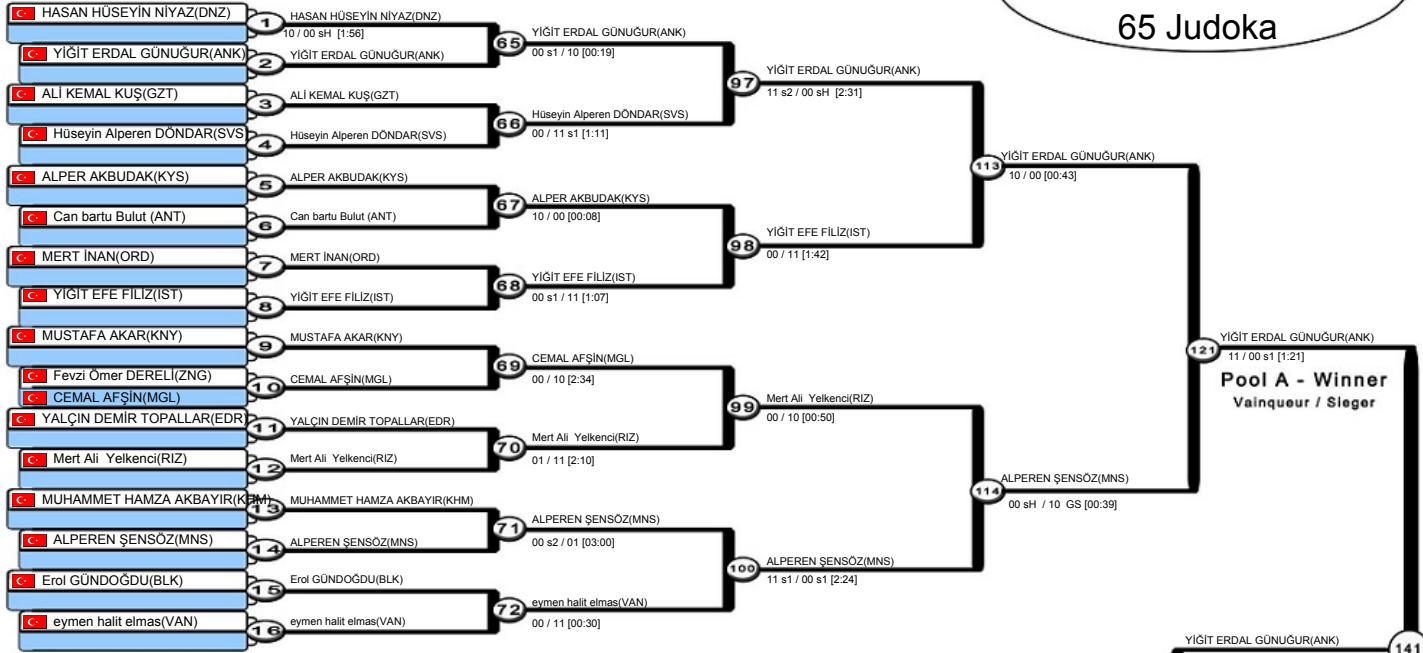 65 Judoka
HASAN HÜSEYİN NİYAZ(DNZ)
YİĞİT ERDAL GÜNUĞUR(ANK)
ALİ KEMAL KUŞ(GZT)
Hüseyin Alperen DÖNDAR(SVS)
ALPER AKBUDAK(KYS)
Can bartu Bulut (ANT)
MERT İNAN(ORD)
YİĞİT EFE FİLİZ(IST)
MUSTAFA AKAR(KNY)
Fevzi Ömer DERELİ(ZNG)
CEMAL AFŞİN(MGL)
YALÇIN DEMİR TOPALLAR(EDR)
Mert Ali Yelkenci(RIZ)
MUHAMMET HAMZA AKBAYIR(KHM)
ALPEREN ŞENSÖZ(MNS)
Erol GÜNDOĞDU(BLK)
eymen halit elmas(VAN)
1
2
3
4
5
6
7
8
9
10
11
12
13
14
15
16
HASAN HÜSEYİN NİYAZ(DNZ)
10 / 00 sH [1:56]
YİĞİT ERDAL GÜNUĞUR(ANK)
ALİ KEMAL KUŞ(GZT)
Hüseyin Alperen DÖNDAR(SVS)
ALPER AKBUDAK(KYS)
Can bartu Bulut (ANT)
MERT İNAN(ORD)
YİĞİT EFE FİLİZ(IST)
MUSTAFA AKAR(KNY)
CEMAL AFŞİN(MGL)
YALÇIN DEMİR TOPALLAR(EDR)
Mert Ali Yelkenci(RIZ)
MUHAMMET HAMZA AKBAYIR(KHM)
ALPEREN ŞENSÖZ(MNS)
Erol GÜNDOĞDU(BLK)
eymen halit elmas(VAN)
65
YİĞİT ERDAL GÜNUĞUR(ANK)
00 s1 / 10 [00:19]
66
Hüseyin Alperen DÖNDAR(SVS)
00 / 11 s1 [1:11]
67
ALPER AKBUDAK(KYS)
10 / 00 [00:08]
68
YİĞİT EFE FİLİZ(IST)
00 s1 / 11 [1:07]
69
CEMAL AFŞİN(MGL)
00 / 10 [2:34]
70
Mert Ali Yelkenci(RIZ)
01 / 11 [2:10]
71
ALPEREN ŞENSÖZ(MNS)
00 s2 / 01 [03:00]
72
eymen halit elmas(VAN)
00 / 11 [00:30]
97
YİĞİT ERDAL GÜNUĞUR(ANK)
11 s2 / 00 sH [2:31]
98
YİĞİT EFE FİLİZ(IST)
00 / 11 [1:42]
99
Mert Ali Yelkenci(RIZ)
00 / 10 [00:50]
100
ALPEREN ŞENSÖZ(MNS)
11 s1 / 00 s1 [2:24]
113
YİĞİT ERDAL GÜNUĞUR(ANK)
10 / 00 [00:43]
114
ALPEREN ŞENSÖZ(MNS)
00 sH / 10 GS [00:39]
121
YİĞİT ERDAL GÜNUĞUR(ANK)
11 / 00 s1 [1:21]
Pool A - Winner
Vainqueur / Sieger
YİĞİT ERDAL GÜNUĞUR(ANK)
141